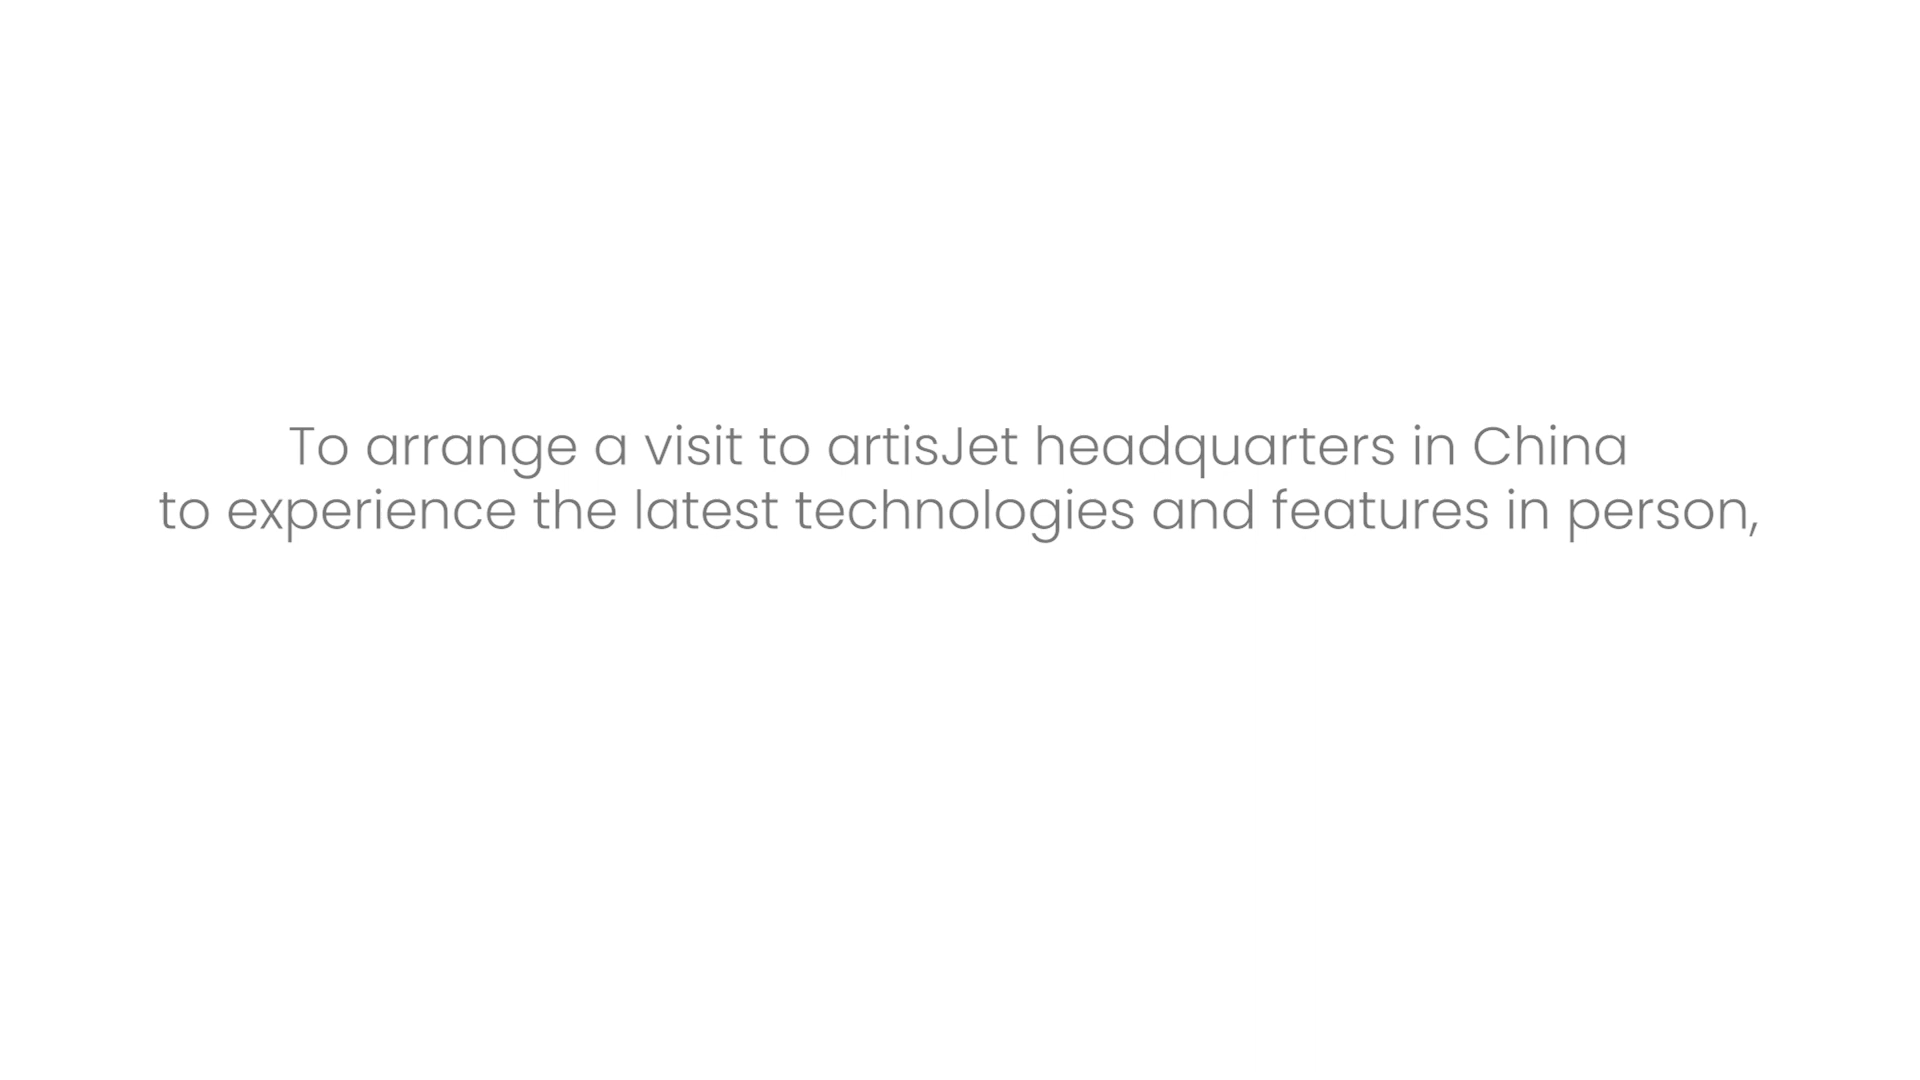 To arrange a visit to artisJet headquarters in China
to experience the latest technologies and features in person,